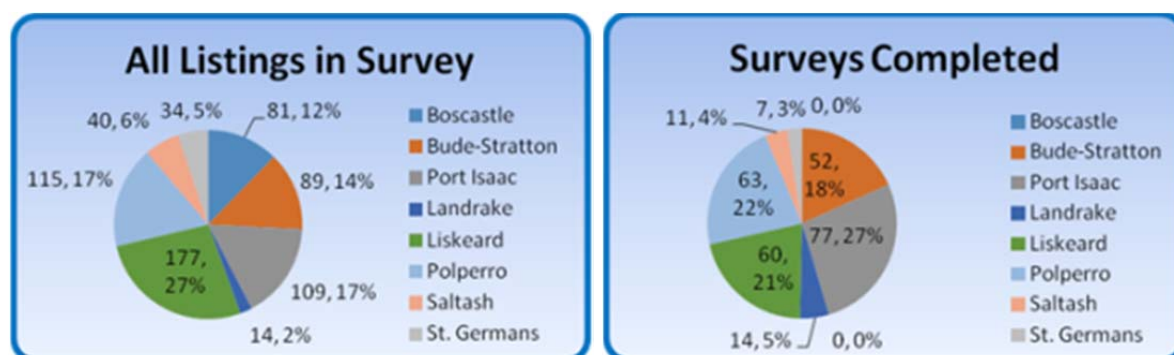 All Listings in Survey
40, 6%
34, 5%
81, 12%
115, 17%
89, 14%
177,
27%
109, 17%
14, 2%
Boscastle
Bude-Stratton
Port Isaac
Landrake
Liskeard
Polperro
Saltash
St. Germans
Surveys Completed
11, 4%
7, 3%
0, 0%
63,
22%
52,
18%
77, 27%
60,
21%
14, 5%
0, 0%
Boscastle
Bude-Stratton
Port Isaac
Landrake
Liskeard
Polperro
Saltash
St. Germans